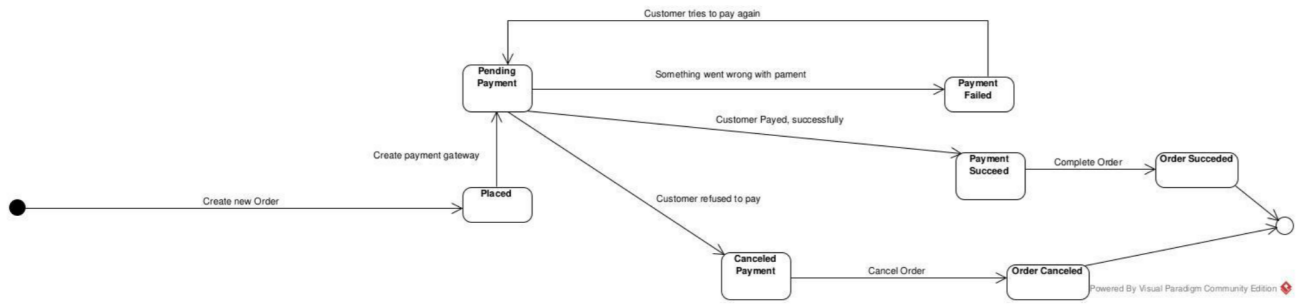 Customer tries to pay again
Pending
Payment
Something went wrong with pament
Payment
Failed
Customer Payed, successfully
Create payment gateway
Payment
Succeed
Complete Order
Order Succeded
Placed
Create new Order
Customer refused to pay
Canceled
Payment
Cancel Order
Order Canceled
Powered By Visual Paradigm Community Edition